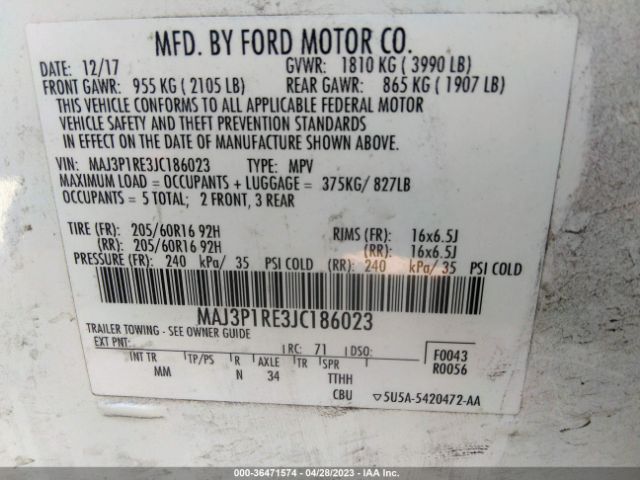 MFD. BY FORD MOTOR CO.
DATE: 12/17 GVWR: 1810 KG ( 3990 LB)
FRONT GAWR: 955 KG ( 2105 LB) REAR GAWR: 865 KG ( 1907 LB)
THIS VEHICLE CONFORMS TO ALL APPLICABLE FEDERAL MOTOR
VEHICLE SAFETY AND THEFT PREVENTION STANDARDS
IN EFFECT ON THE DATE OF MANUFACTURE SHOWN ABOVE.
VIN: MAJ3P1RE3JC186023 TYPE: MPV
MAXIMUM LOAD = OCCUPANTS + LUGGAGE = 375KG/ 827LB
OCCUPANTS = 5 TOTAL; 2 FRONT, 3 REAR
TIRE (FR): 205/60R16 92H RIMS (FR): 16x6.5J
(RR): 205/60R16 92H (RR): 16x6.5J
PRESSURE (FR): 240 kPa/ 35 PSI COLD (RR): 240 kPa/ 35 PSI COLD
MAJ3P1RE3JC186023
TRAILER TOWING - SEE OWNER GUIDE
EXT PNT: RC: 71 DSO: F0043
INT TR TP/PS R AXLE TR SPR R0056
MM N 34 TTHH
CBU 5U5A-5420472-AA
000-36471574 / 04/28/2023 - IAA Corp.